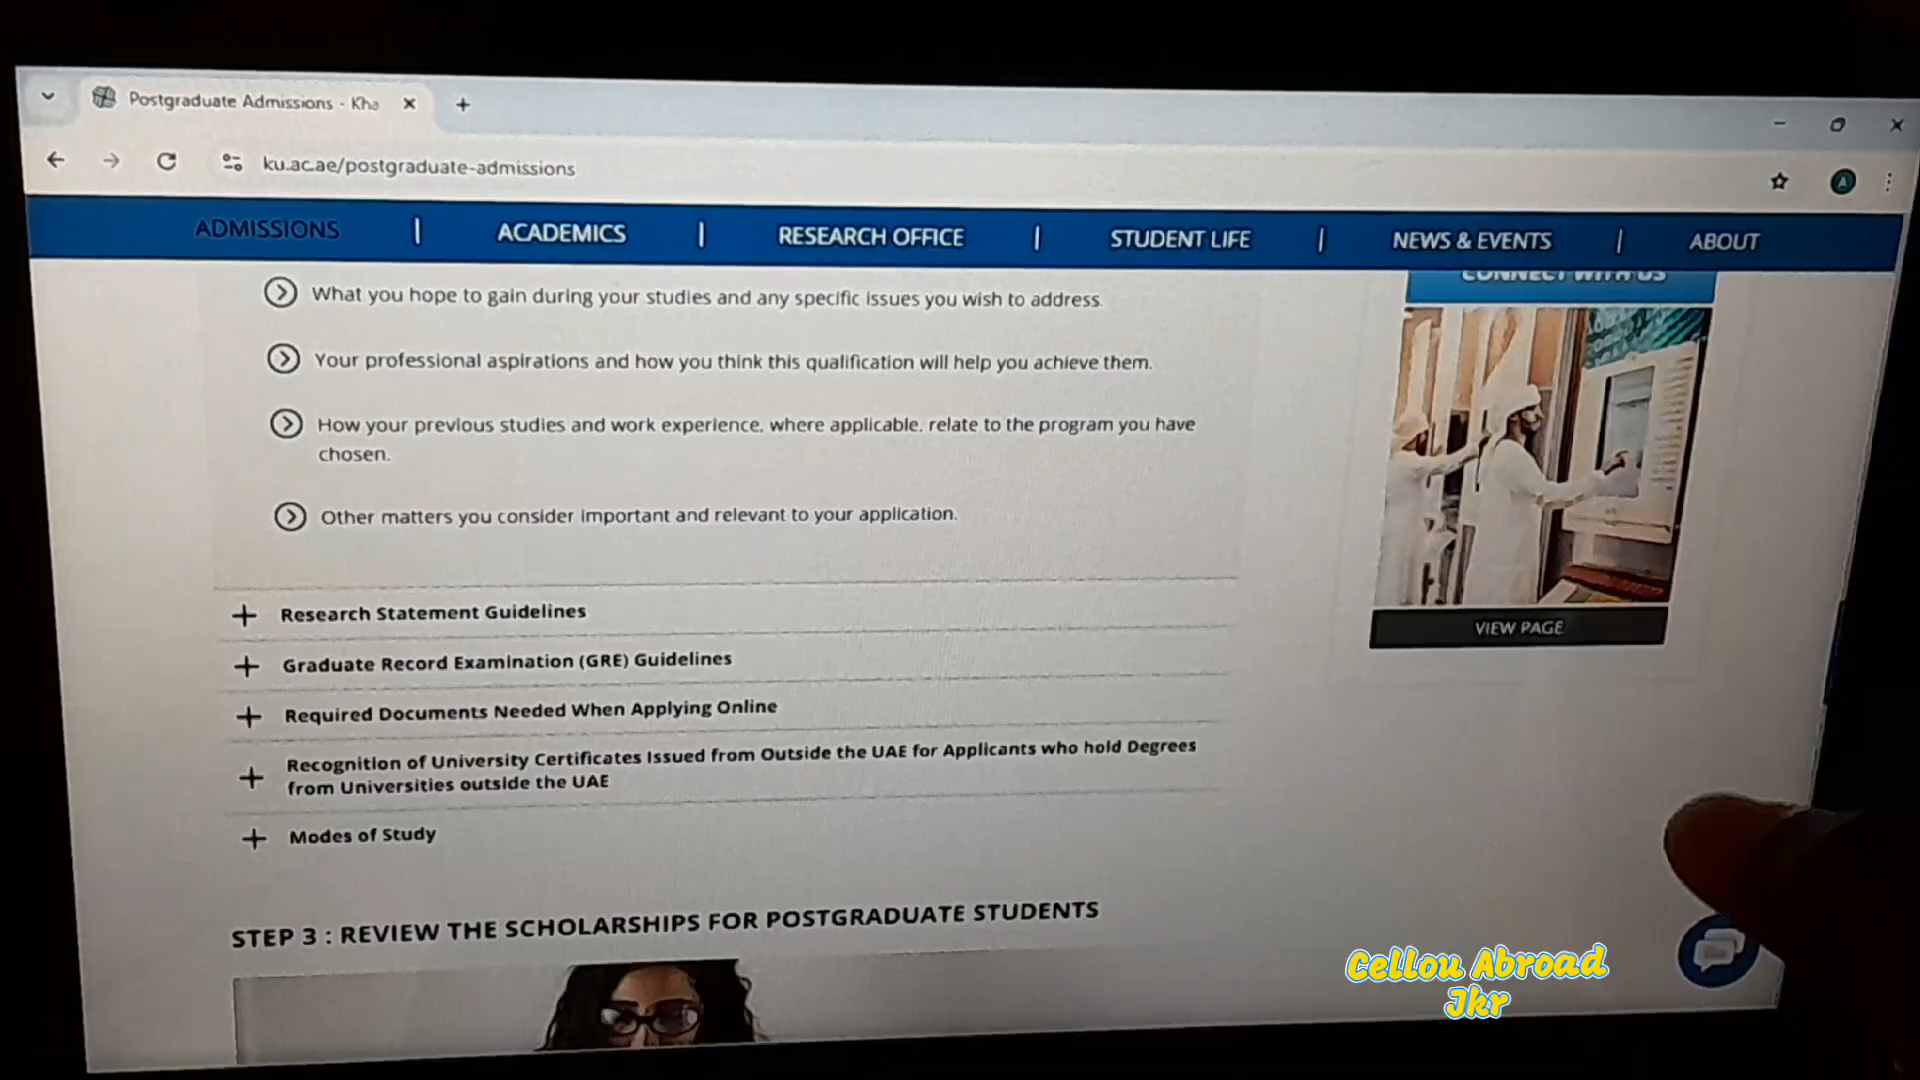 Postgraduate Admissions - Kha
ku.ac.ae/postgraduate-admissions
A
ADMISSIONS | ACADEMICS | RESEARCH OFFICE | STUDENT LIFE | NEWS & EVENTS | ABOUT
CONNECT WITH US
What you hope to gain during your studies and any specific issues you wish to address.
Your professional aspirations and how you think this qualification will help you achieve them.
How your previous studies and work experience, where applicable, relate to the program you have
chosen.
Other matters you consider important and relevant to your application.
VIEW PAGE
Research Statement Guidelines
Graduate Record Examination (GRE) Guidelines
Required Documents Needed When Applying Online
Recognition of University Certificates Issued from Outside the UAE for Applicants who hold Degrees
from Universities outside the UAE
Modes of Study
STEP 3 : REVIEW THE SCHOLARSHIPS FOR POSTGRADUATE STUDENTS
Cellou Abroad
Jkr